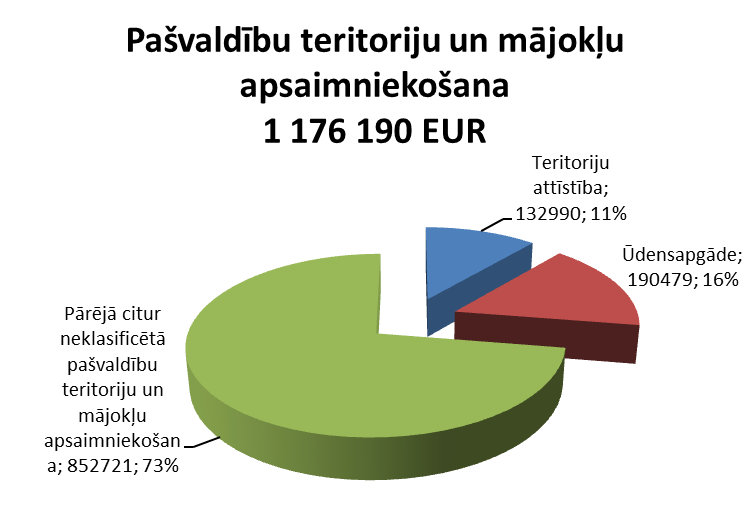 Pašvaldību teritoriju un mājokļu
apsaimniekošana
1 176 190 EUR
Teritoriju
attīstība;
132990; 11%
Ūdensapgāde;
190479; 16%
Pārējā citur
neklasificētā
pašvaldību
teritoriju un
mājokļu
apsaimniekošan
a; 852721; 73%